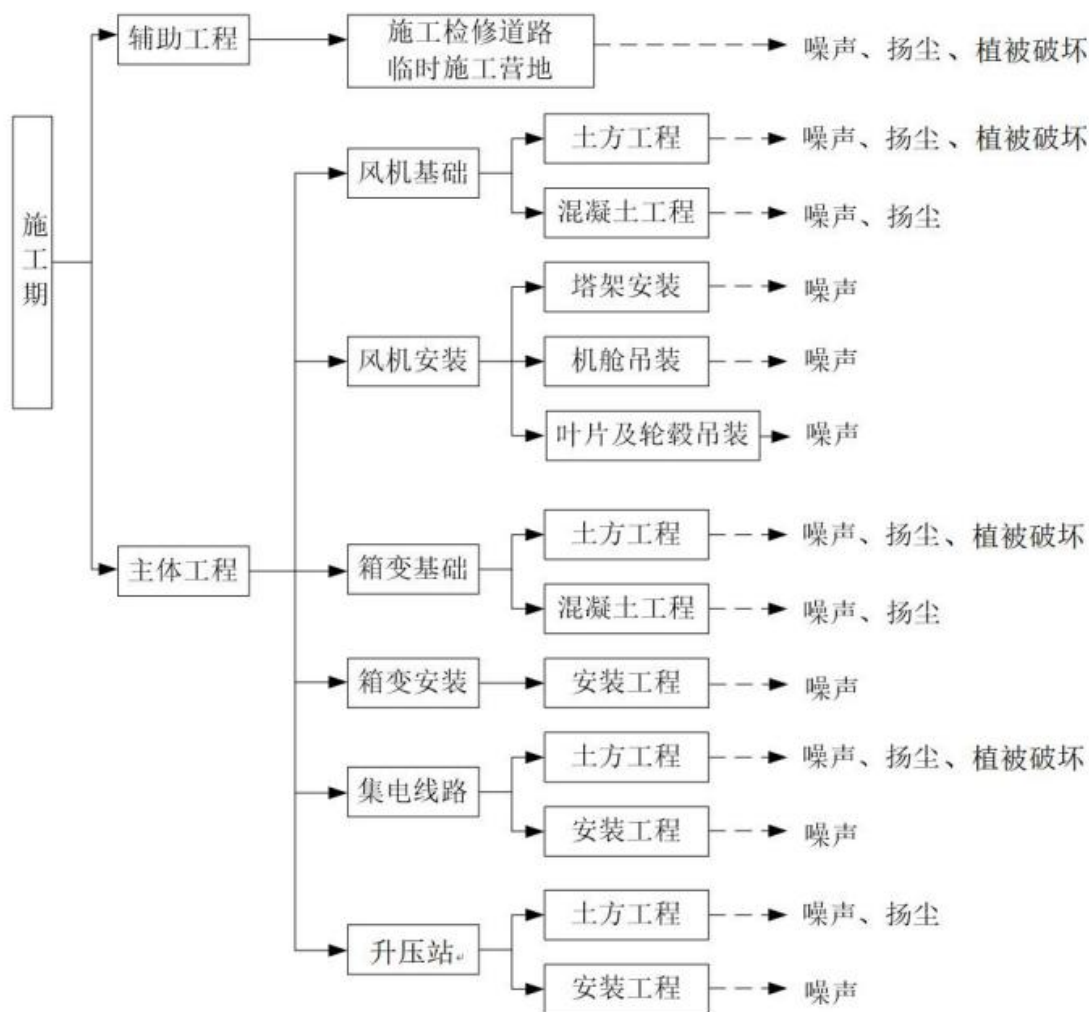 施工期
辅助工程
施工检修道路
临时施工营地
噪声、扬尘、植被破坏
主体工程
风机基础
土方工程
噪声、扬尘、植被破坏
混凝土工程
噪声、扬尘
风机安装
塔架安装
噪声
机舱吊装
噪声
叶片及轮毂吊装
噪声
箱变基础
土方工程
噪声、扬尘、植被破坏
混凝土工程
噪声、扬尘
箱变安装
安装工程
噪声
集电线路
土方工程
噪声、扬尘、植被破坏
安装工程
噪声
升压站
土方工程
噪声、扬尘
安装工程
噪声